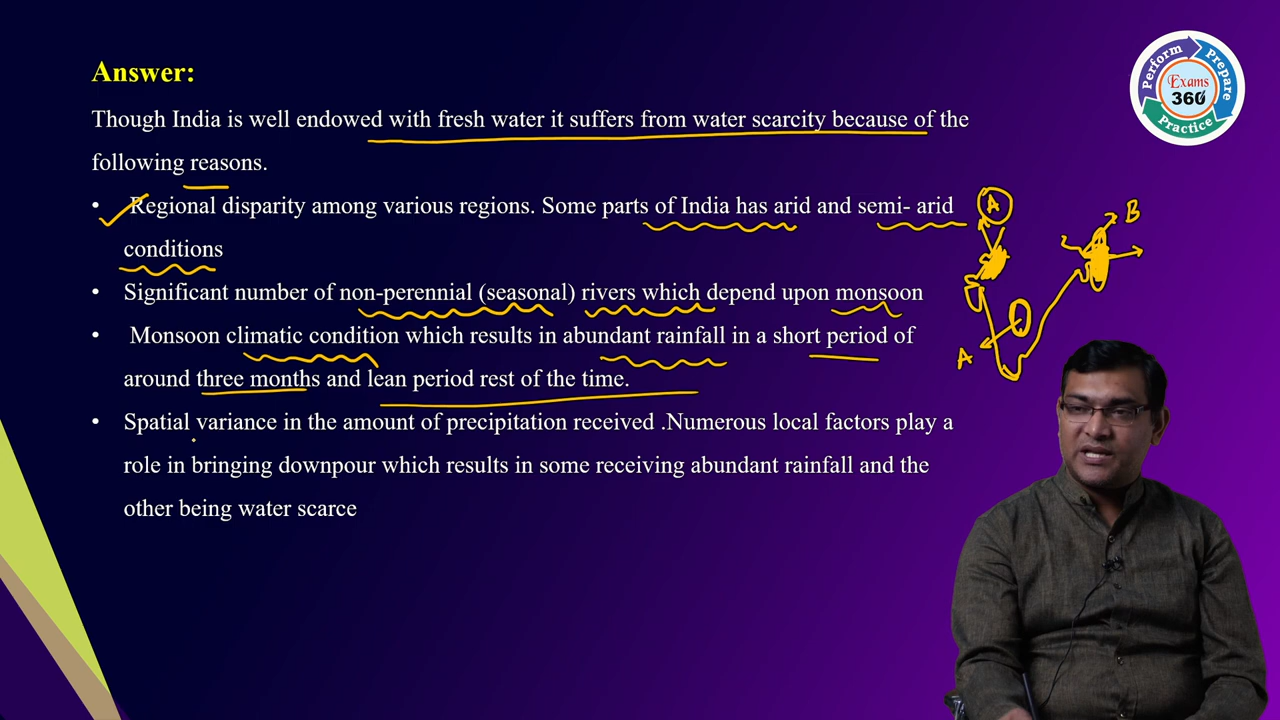 Answer:
Though India is well endowed with fresh water it suffers from water scarcity because of the
following reasons.
• Regional disparity among various regions. Some parts of India has arid and semi- arid
conditions
• Significant number of non-perennial (seasonal) rivers which depend upon monsoon
• Monsoon climatic condition which results in abundant rainfall in a short period of
around three months and lean period rest of the time.
• Spatial variance in the amount of precipitation received .Numerous local factors play a
role in bringing downpour which results in some receiving abundant rainfall and the
other being water scarce
Perform
Prepare
Practice
Exams
360
A
B
A